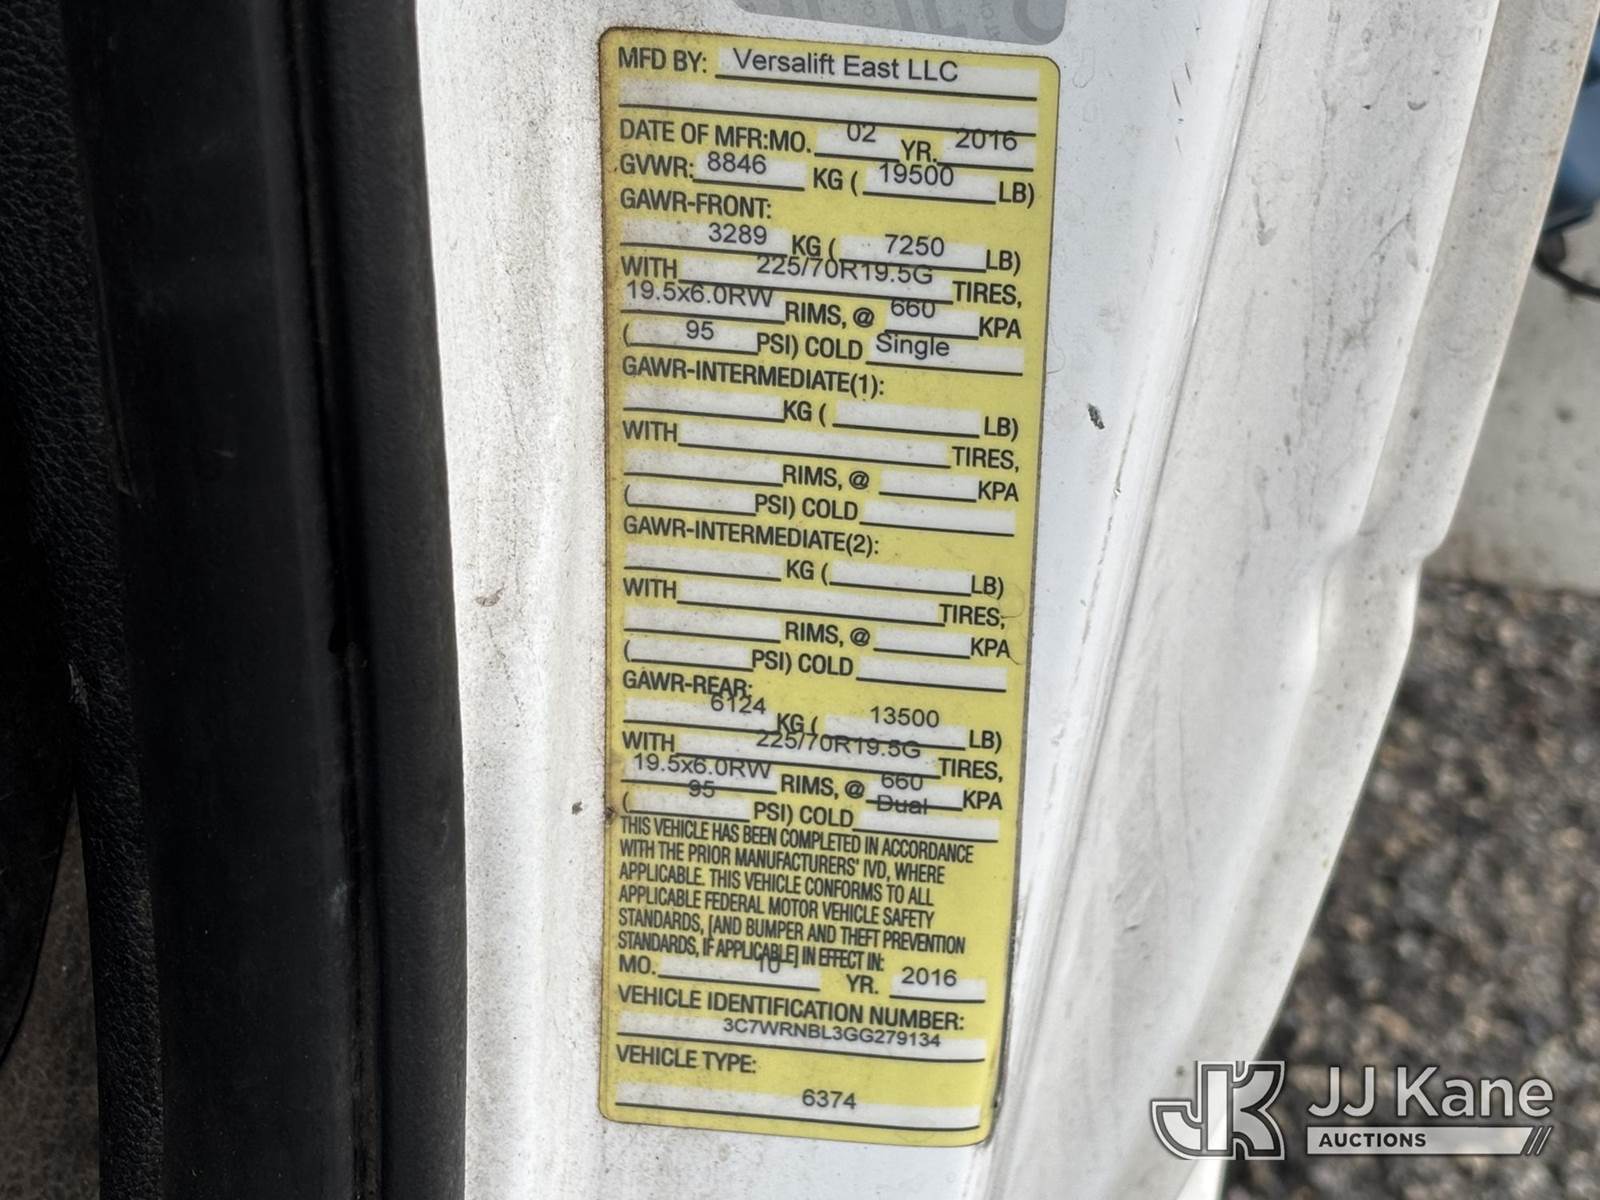 MFD BY: Versalift East LLC
DATE OF MFR:MO. 02 YR. 2016
GVWR: 8846 KG ( 19500 LB)
GAWR-FRONT:
3289 KG ( 7250 LB)
WITH 225/70R19.5G TIRES,
19.5x6.0RW RIMS, @ 660 KPA
( 95 PSI) COLD Single
GAWR-INTERMEDIATE(1):
KG ( LB)
WITH TIRES,
RIMS, @ KPA
( PSI) COLD
GAWR-INTERMEDIATE(2):
KG ( LB)
WITH TIRES,
RIMS, @ KPA
( PSI) COLD
GAWR-REAR:
6124 KG ( 13500 LB)
WITH 225/70R19.5G TIRES,
19.5x6.0RW RIMS, @ 660 KPA
( 95 PSI) COLD Dual
THIS VEHICLE HAS BEEN COMPLETED IN ACCORDANCE
WITH THE PRIOR MANUFACTURERS' IVD, WHERE
APPLICABLE. THIS VEHICLE CONFORMS TO ALL
APPLICABLE FEDERAL MOTOR VEHICLE SAFETY
STANDARDS, [AND BUMPER AND THEFT PREVENTION
STANDARDS, IF APPLICABLE] IN EFFECT IN:
MO. 10 YR. 2016
VEHICLE IDENTIFICATION NUMBER:
3C7WRNBL3GG279134
VEHICLE TYPE:
6374
JK JJ Kane
AUCTIONS